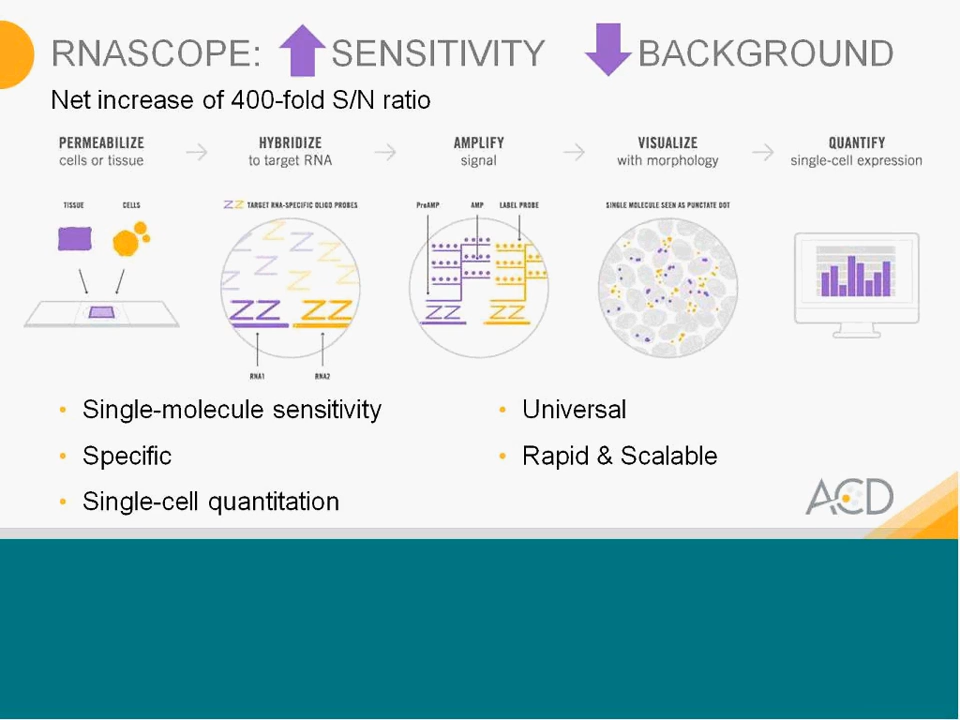 RNASCOPE: SENSITIVITY BACKGROUND
Net increase of 400-fold S/N ratio
PERMEABILIZE
cells or tissue
HYBRIDIZE
to target RNA
AMPLIFY
signal
VISUALIZE
with morphology
QUANTIFY
single-cell expression
TISSUE
CELLS
ZZ TARGET RNA-SPECIFIC OLIGO PROBES
RNA1
RNA2
PreAMP
AMP
LABEL PROBE
SINGLE MOLECULE SEEN AS PUNCTATE DOT
• Single-molecule sensitivity
• Specific
• Single-cell quantitation
• Universal
• Rapid & Scalable
ACD